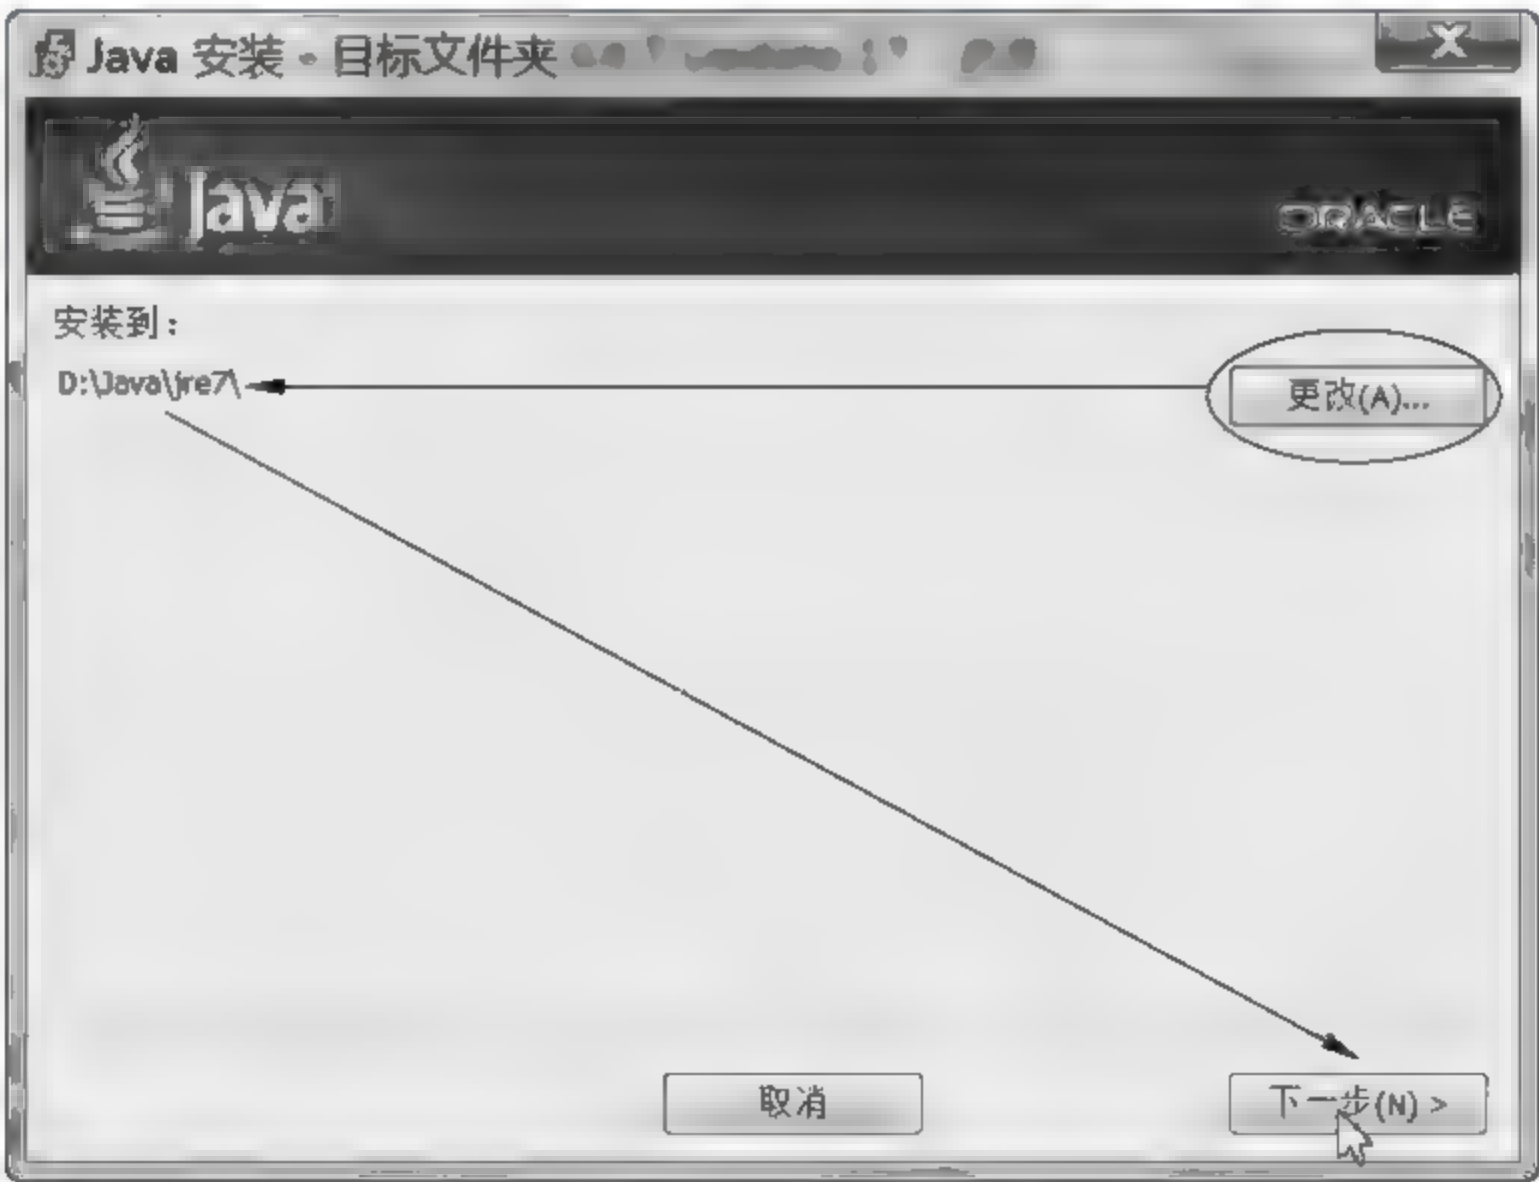 Java 安装 - 目标文件夹
Java
ORACLE
安装到：
D:\Java\jre7\
更改(A)...
取消
下一步(N) >